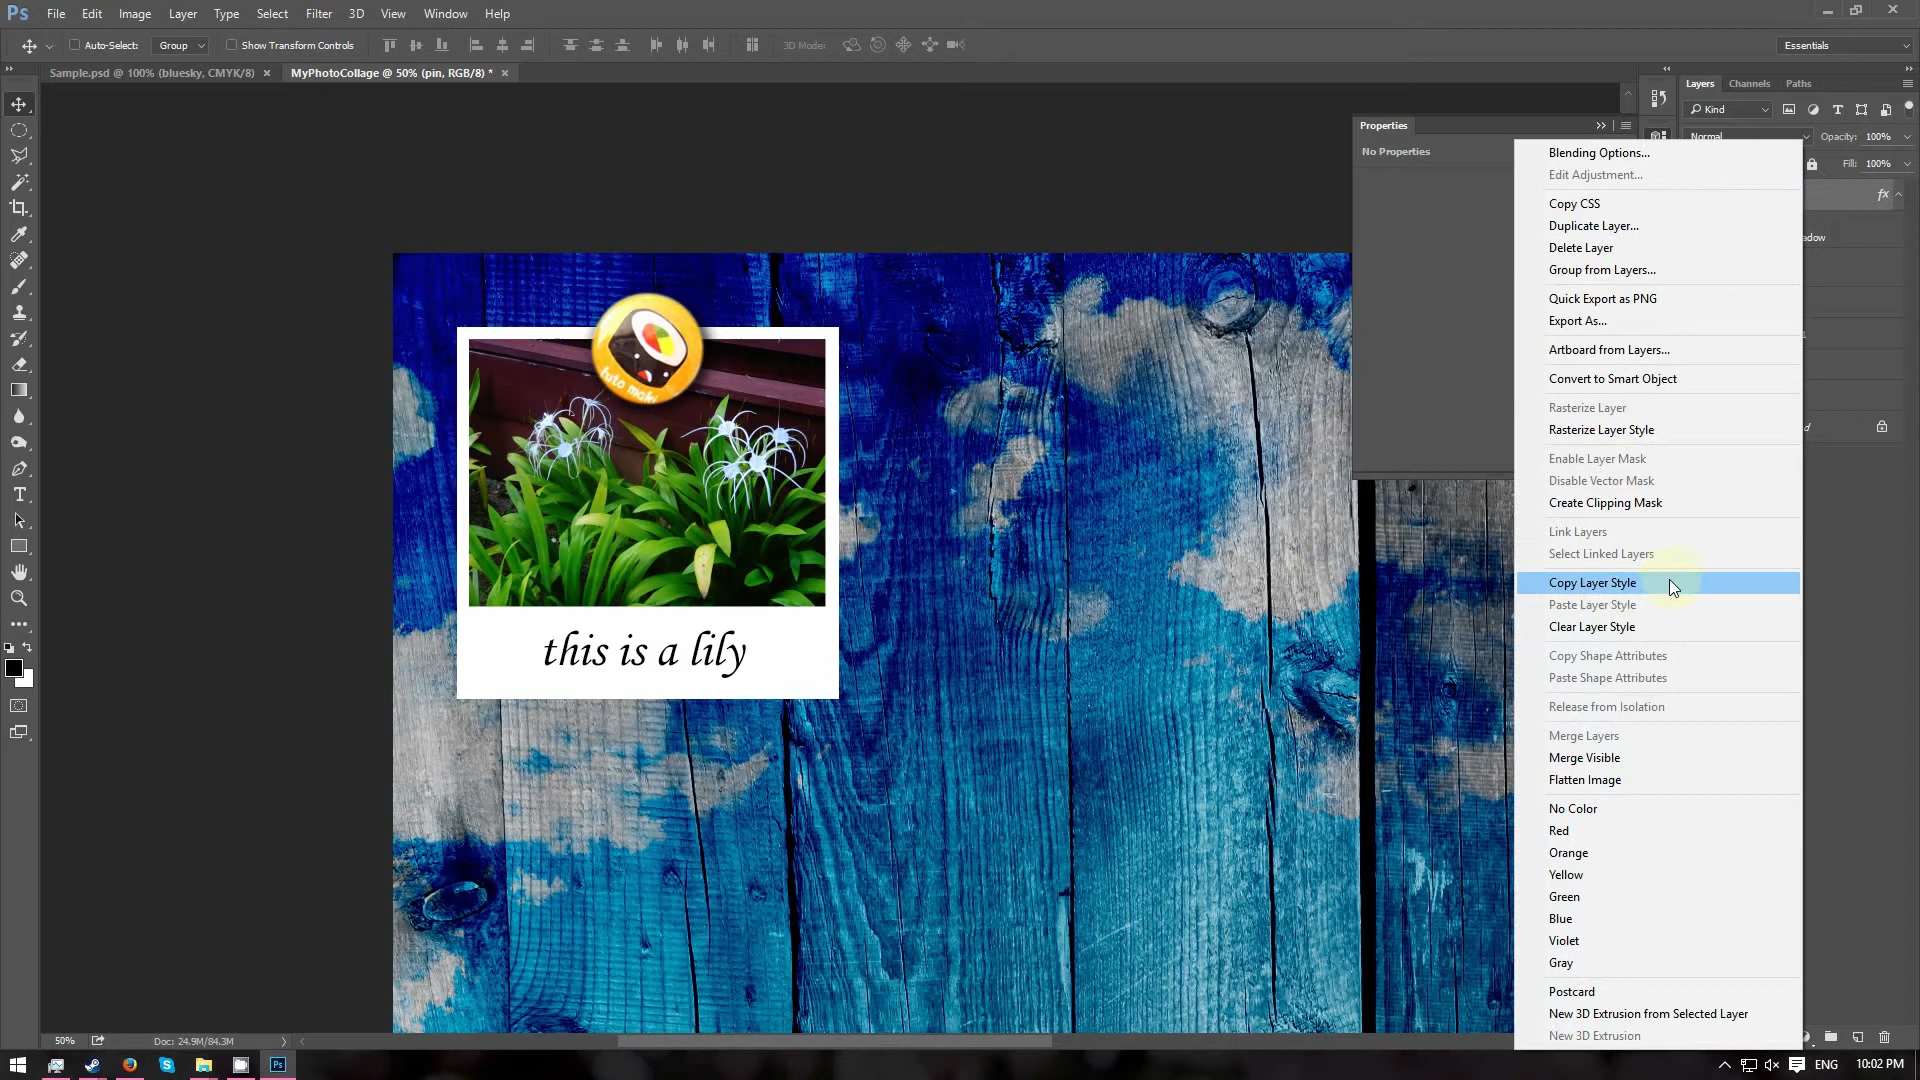 Ps File Edit Image Layer Type Select Filter 3D View Window Help
Auto-Select: Group Show Transform Controls 3D Mode: Essentials
Sample.psd @ 100% (bluesky, CMYK/8) × MyPhotoCollage @ 50% (pin, RGB/8) * ×
Layers Channels Paths
Kind
Normal Opacity: 100%
Fill: 100%
Properties
No Properties
fx
adow
d
Blending Options...
Edit Adjustment...
Copy CSS
Duplicate Layer...
Delete Layer
Group from Layers...
Quick Export as PNG
Export As...
Artboard from Layers...
Convert to Smart Object
Rasterize Layer
Rasterize Layer Style
Enable Layer Mask
Disable Vector Mask
Create Clipping Mask
Link Layers
Select Linked Layers
Copy Layer Style
Paste Layer Style
Clear Layer Style
Copy Shape Attributes
Paste Shape Attributes
Release from Isolation
Merge Layers
Merge Visible
Flatten Image
No Color
Red
Orange
Yellow
Green
Blue
Violet
Gray
Postcard
New 3D Extrusion from Selected Layer
New 3D Extrusion
futo maki
this is a lily
50% Doc: 24.9M/84.3M
Ps ENG 10:02 PM